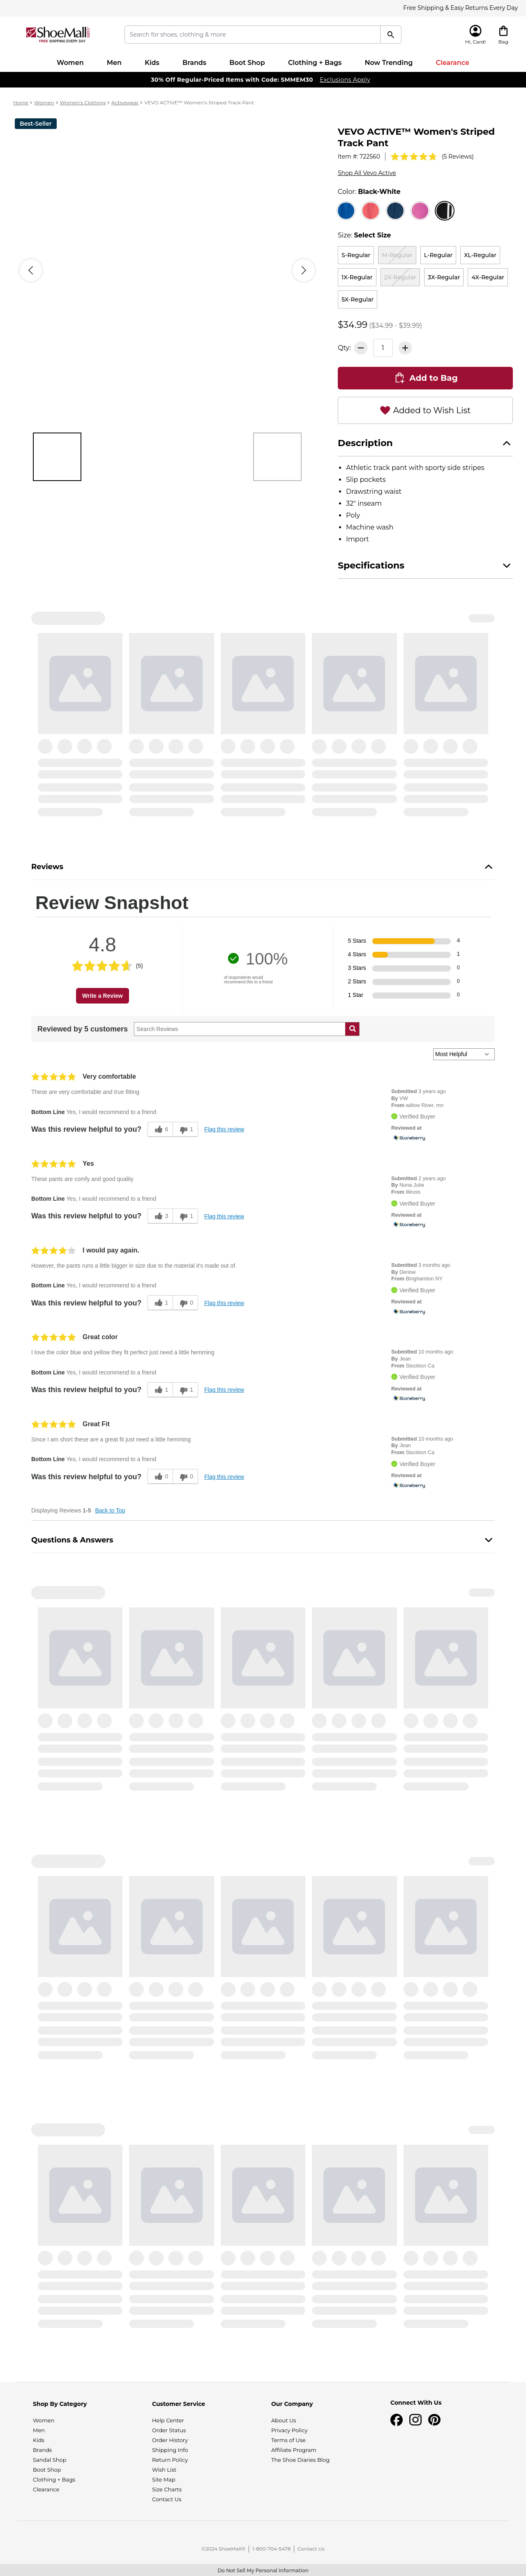 Free Shipping & Easy Returns Every Day
ShoeMall
FREE SHIPPING-EVERY DAY
Search for shoes, clothing & more
Hi, Card!
Bag
Women Men Kids Brands Boot Shop Clothing + Bags Now Trending Clearance
30% Off Regular-Priced Items with Code: SMMEM30 Exclusions Apply
Home > Women > Women's Clothing > Activewear > VEVO ACTIVE™ Women's Striped Track Pant
Best-Seller
VEVO ACTIVE™ Women's Striped
Track Pant
Item #: 722560 (5 Reviews)
Shop All Vevo Active
Color: Black-White
Size: Select Size
S-Regular M-Regular L-Regular XL-Regular
1X-Regular 2X-Regular 3X-Regular 4X-Regular
5X-Regular
$34.99 ($34.99 - $39.99)
Qty: 1
Add to Bag
Added to Wish List
Description
Athletic track pant with sporty side stripes
Slip pockets
Drawstring waist
32" inseam
Poly
Machine wash
Import
Specifications
Reviews
Review Snapshot
4.8
(5)
Write a Review
100%
of respondents would
recommend this to a friend
5 Stars 4
4 Stars 1
3 Stars 0
2 Stars 0
1 Star 0
Reviewed by 5 customers Search Reviews
Most Helpful
Very comfortable
These are very comfortable and true fitting
Bottom Line Yes, I would recommend to a friend
Was this review helpful to you? 6 1 Flag this review
Submitted 3 years ago
By VW
From willow River, mn
Verified Buyer
Reviewed at
Stoneberry
Yes
These pants are comfy and good quality
Bottom Line Yes, I would recommend to a friend
Was this review helpful to you? 3 1 Flag this review
Submitted 2 years ago
By Nona Julie
From Illinois
Verified Buyer
Reviewed at
Stoneberry
I would pay again.
However, the pants runs a little bigger in size due to the material it's made out of.
Bottom Line Yes, I would recommend to a friend
Was this review helpful to you? 1 0 Flag this review
Submitted 3 months ago
By Denise
From Binghamton NY
Verified Buyer
Reviewed at
Stoneberry
Great color
I love the color blue and yellow they fit perfect just need a little hemming
Bottom Line Yes, I would recommend to a friend
Was this review helpful to you? 1 1 Flag this review
Submitted 10 months ago
By Jean
From Stockton Ca
Verified Buyer
Reviewed at
Stoneberry
Great Fit
Since I am short these are a great fit just need a little hemming
Bottom Line Yes, I would recommend to a friend
Was this review helpful to you? 0 0 Flag this review
Submitted 10 months ago
By Jean
From Stockton Ca
Verified Buyer
Reviewed at
Stoneberry
Displaying Reviews 1-5 Back to Top
Questions & Answers
Shop By Category
Women
Men
Kids
Brands
Sandal Shop
Boot Shop
Clothing + Bags
Clearance
Customer Service
Help Center
Order Status
Order History
Shipping Info
Return Policy
Wish List
Site Map
Size Charts
Contact Us
Our Company
About Us
Privacy Policy
Terms of Use
Affiliate Program
The Shoe Diaries Blog
Connect With Us
©2024 ShoeMall® | 1-800-704-5478 | Contact Us
Do Not Sell My Personal Information